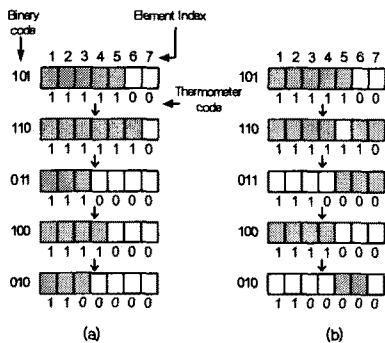 Binary code
Element Index
1 2 3 4 5 6 7
101
1 1 1 1 1 0 0
Thermometer code
110
1 1 1 1 1 1 0
011
1 1 1 0 0 0 0
100
1 1 1 1 0 0 0
010
1 1 0 0 0 0 0
(a)
1 2 3 4 5 6 7
101
1 1 1 1 1 0 0
110
1 1 1 1 1 1 0
011
1 1 1 0 0 0 0
100
1 1 1 1 0 0 0
010
1 1 0 0 0 0 0
(b)